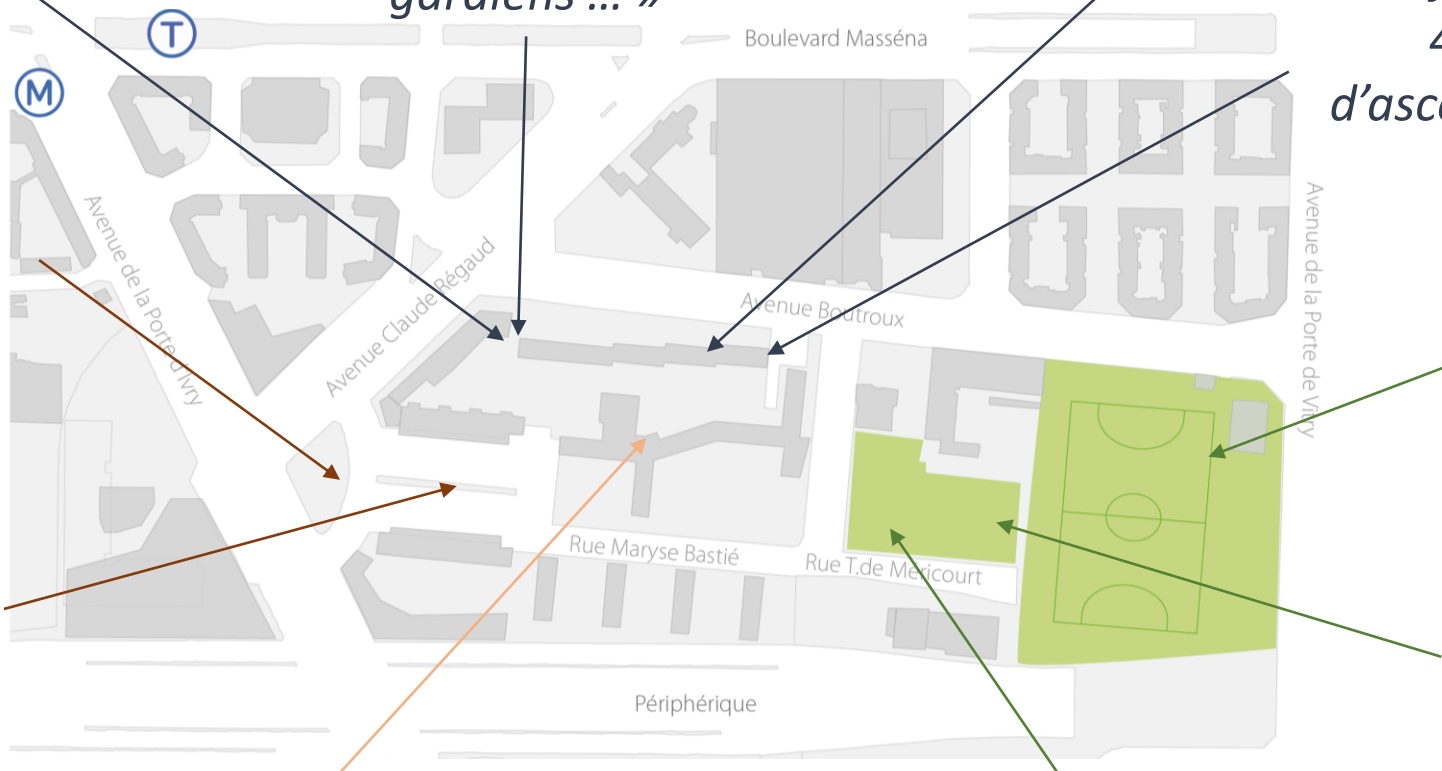 gardiens ... »
T
Boulevard Masséna
M
d'asc
Avenue de la Porte d'Ivry
Avenue Claude Régaud
Avenue Boutroux
Avenue de la Porte de Vitry
Rue Maryse Bastié
Rue T.de Méricourt
Périphérique